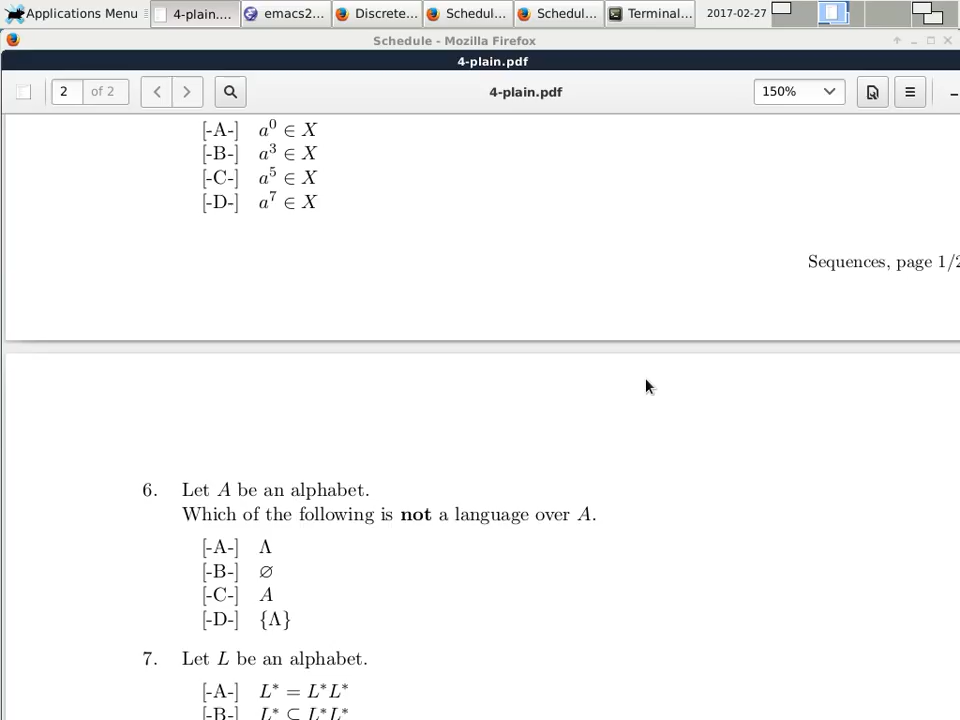 Applications Menu 4-plain.... emacs2... Discrete... Schedul... Schedul... Terminal... 2017-02-27
Schedule - Mozilla Firefox
4-plain.pdf
2 of 2 4-plain.pdf 150%
[-A-] a⁰ ∈ X
[-B-] a³ ∈ X
[-C-] a⁵ ∈ X
[-D-] a⁷ ∈ X
Sequences, page 1/2
6. Let A be an alphabet.
Which of the following is not a language over A.
[-A-] Λ
[-B-] ∅
[-C-] A
[-D-] {Λ}
7. Let L be an alphabet.
[-A-] L* = L*L*
[-B-] L* ⊆ L*L*